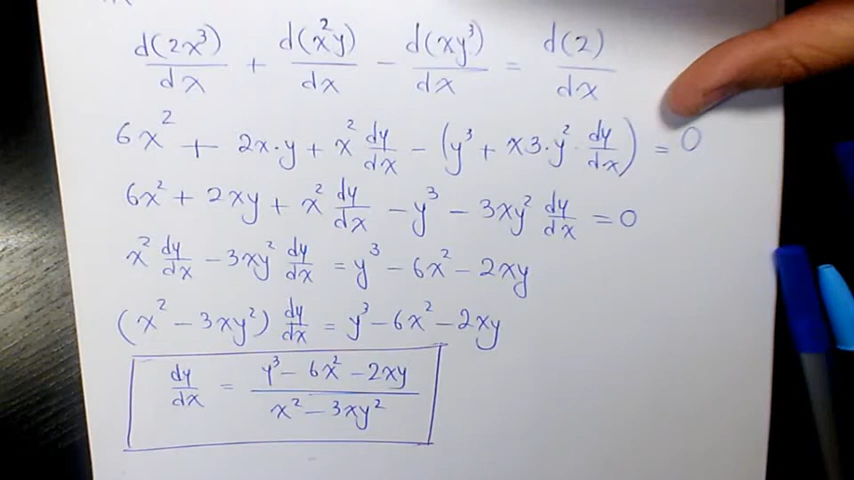 d(2x³)/dx + d(x²y)/dx - d(xy³)/dx = d(2)/dx
6x² + 2x·y + x² dy/dx - (y³ + x3·y² · dy/dx) = 0
6x² + 2xy + x² dy/dx - y³ - 3xy² dy/dx = 0
x² dy/dx - 3xy² dy/dx = y³ - 6x² - 2xy
(x² - 3xy²) dy/dx = y³ - 6x² - 2xy
dy/dx = (y³ - 6x² - 2xy)/(x² - 3xy²)